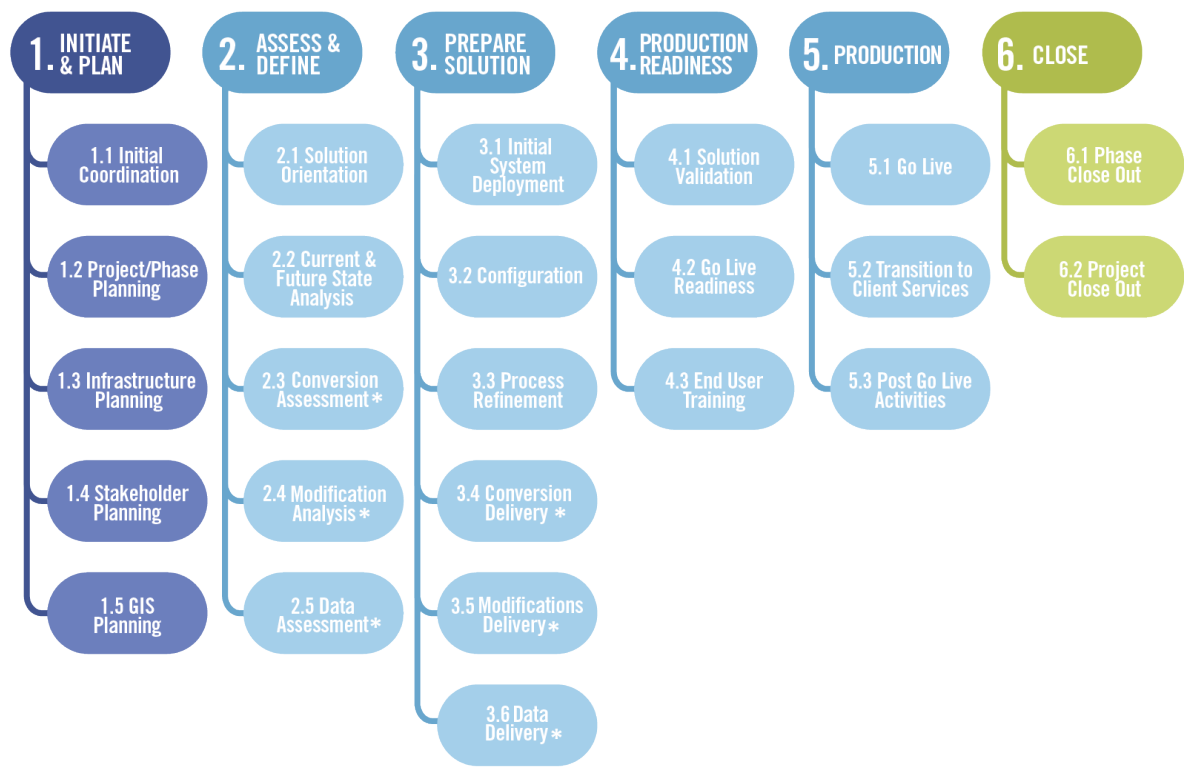 1. INITIATE
& PLAN
1.1 Initial
Coordination
1.2 Project/Phase
Planning
1.3 Infrastructure
Planning
1.4 Stakeholder
Planning
1.5 GIS
Planning
2. ASSESS &
DEFINE
2.1 Solution
Orientation
2.2 Current &
Future State
Analysis
2.3 Conversion
Assessment*
2.4 Modification
Analysis*
2.5 Data
Assessment*
3. PREPARE
SOLUTION
3.1 Initial
System
Deployment
3.2 Configuration
3.3 Process
Refinement
3.4 Conversion
Delivery *
3.5 Modifications
Delivery*
3.6 Data
Delivery*
4. PRODUCTION
READINESS
4.1 Solution
Validation
4.2 Go Live
Readiness
4.3 End User
Training
5. PRODUCTION
5.1 Go Live
5.2 Transition to
Client Services
5.3 Post Go Live
Activities
6. CLOSE
6.1 Phase
Close Out
6.2 Project
Close Out